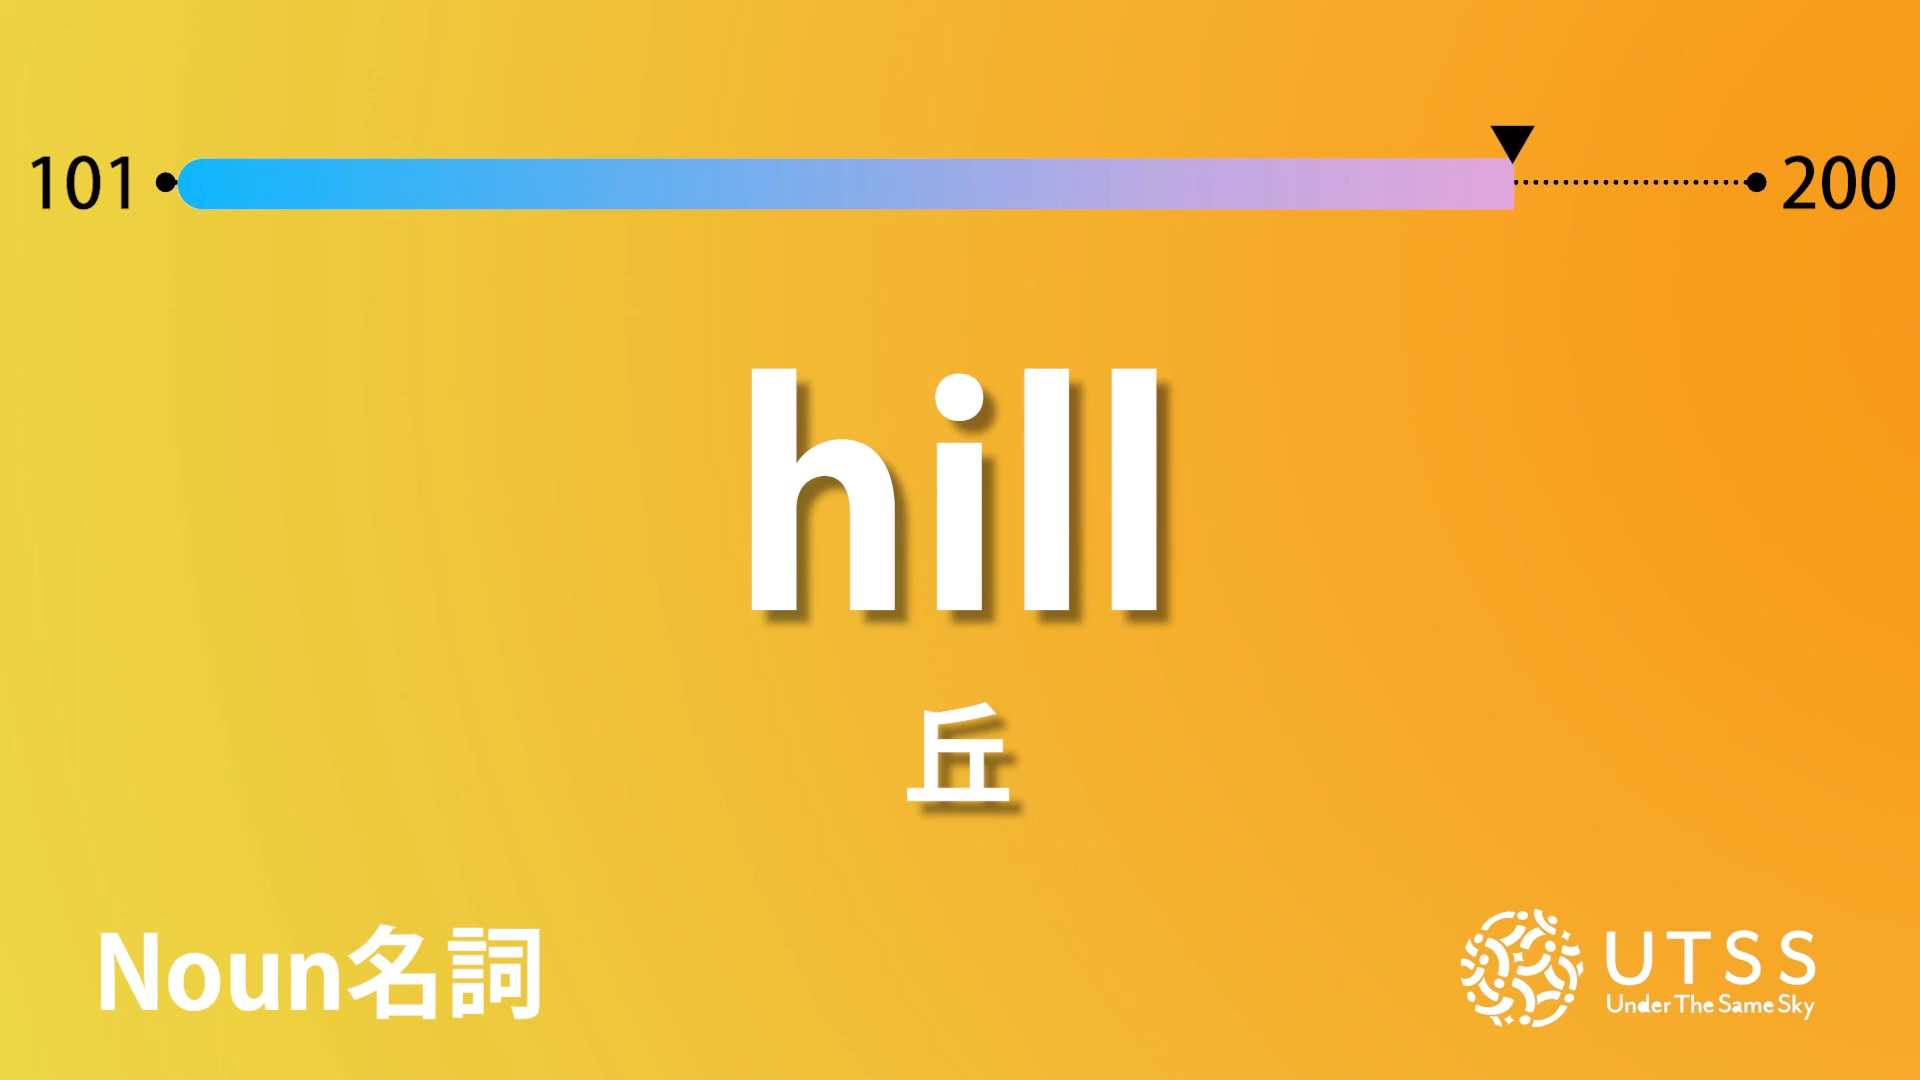 101
200
hill
丘
Noun名詞
UTSS
Under The Same Sky